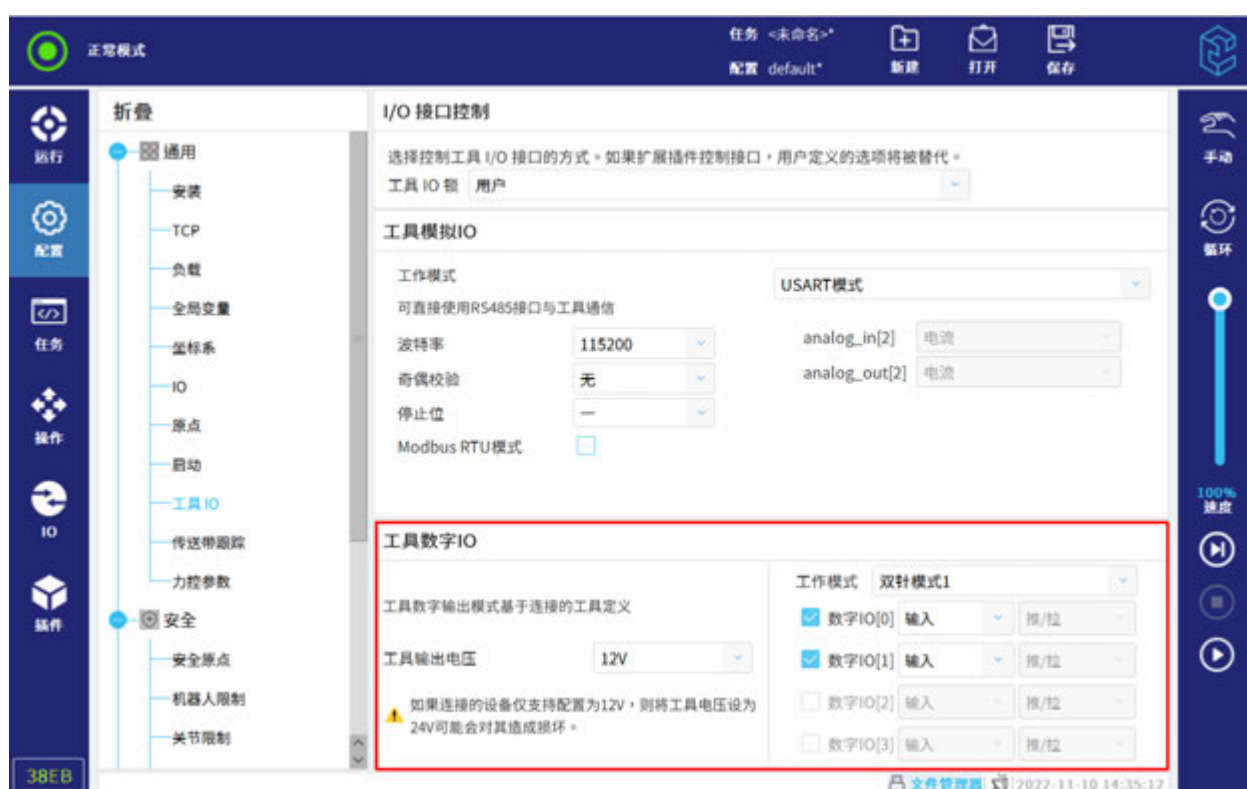 正常模式
任务 <未命名>*
配置 default*
新建
打开
保存
运行
配置
任务
操作
IO
插件
38EB
折叠
通用
安装
TCP
负载
全局变量
坐标系
IO
原点
启动
工具 IO
传送带跟踪
力控参数
安全
安全原点
机器人限制
关节限制
I/O 接口控制
选择控制工具 I/O 接口的方式。如果扩展插件控制接口,用户定义的选项将被替代。
工具 IO 领 用户
工具模拟IO
工作模式
USART模式
可直接使用RS485接口与工具通信
波特率 115200
analog_in[2] 电流
奇偶校验 无
analog_out[2] 电流
停止位 一
Modbus RTU模式
工具数字IO
工作模式 双针模式1
工具数字输出模式基于连接的工具定义
数字IO[0] 输入 推/拉
工具输出电压 12V
数字IO[1] 输入 推/拉
如果连接的设备仅支持配置为12V,则将工具电压设为
24V可能会对其造成损坏。
数字IO[2] 输入 推/拉
数字IO[3] 输入 推/拉
手动
循环
100%
速度
文件管理器
2022-11-10 14:35:12